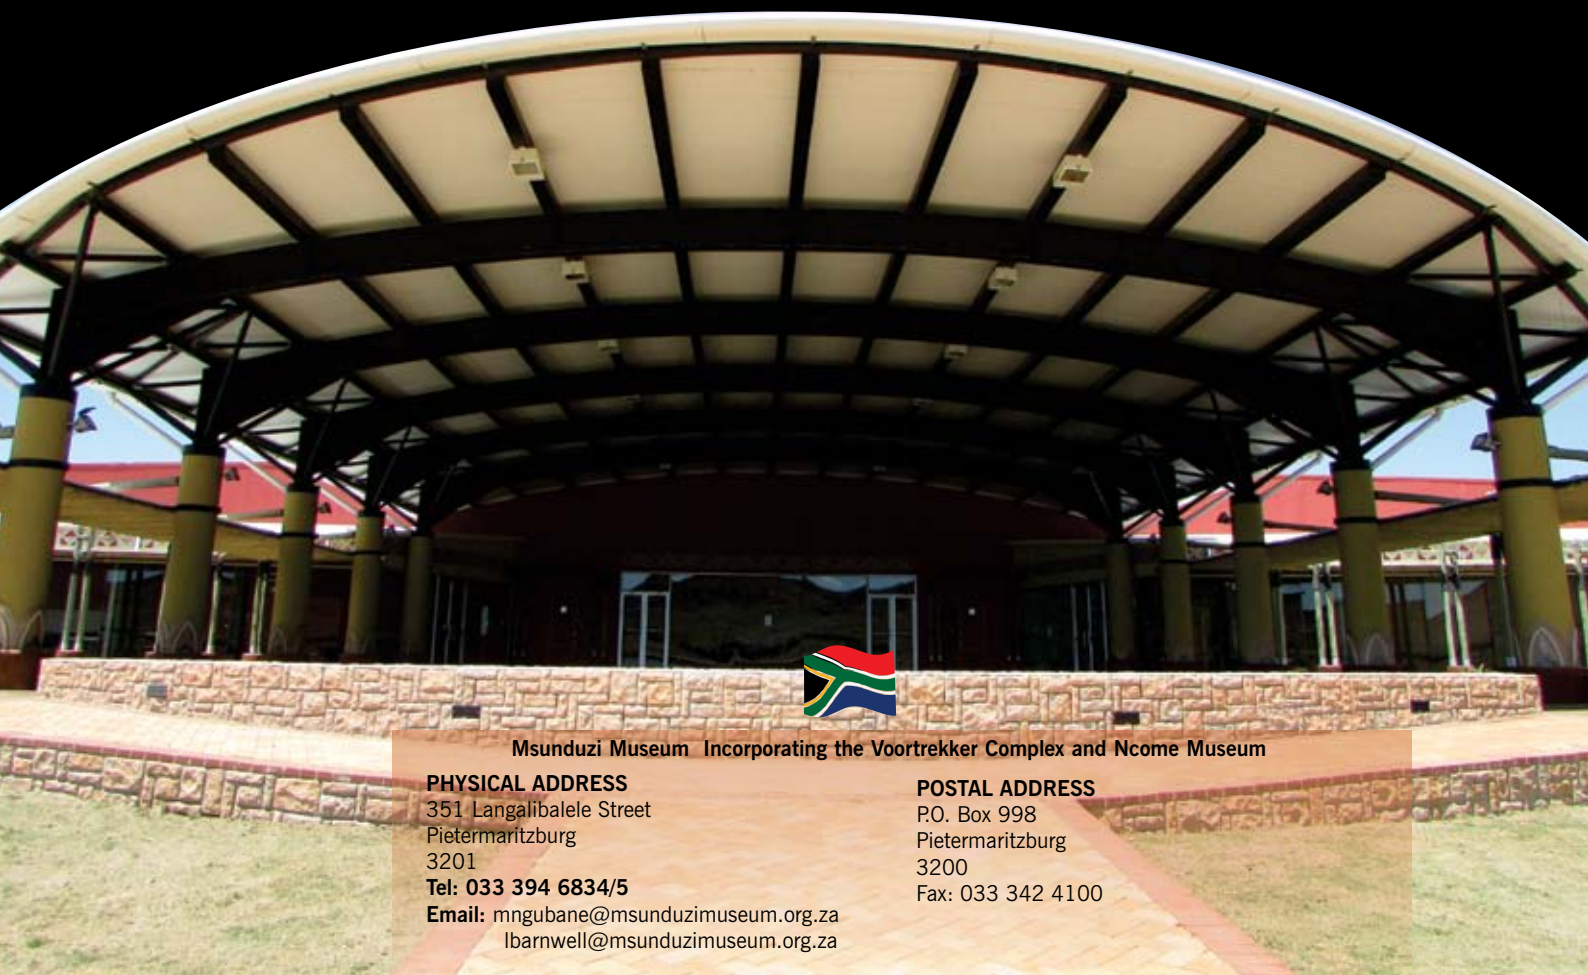 Msunduzi Museum  Incorporating the Voortrekker Complex and Ncome Museum
PHYSICAL ADDRESS
351 Langalibalele Street
Pietermaritzburg
3201
Tel: 033 394 6834/5
Email: mngubane@msunduzimuseum.org.za
lbarnwell@msunduzimuseum.org.za
POSTAL ADDRESS
P.O. Box 998
Pietermaritzburg
3200
Fax: 033 342 4100